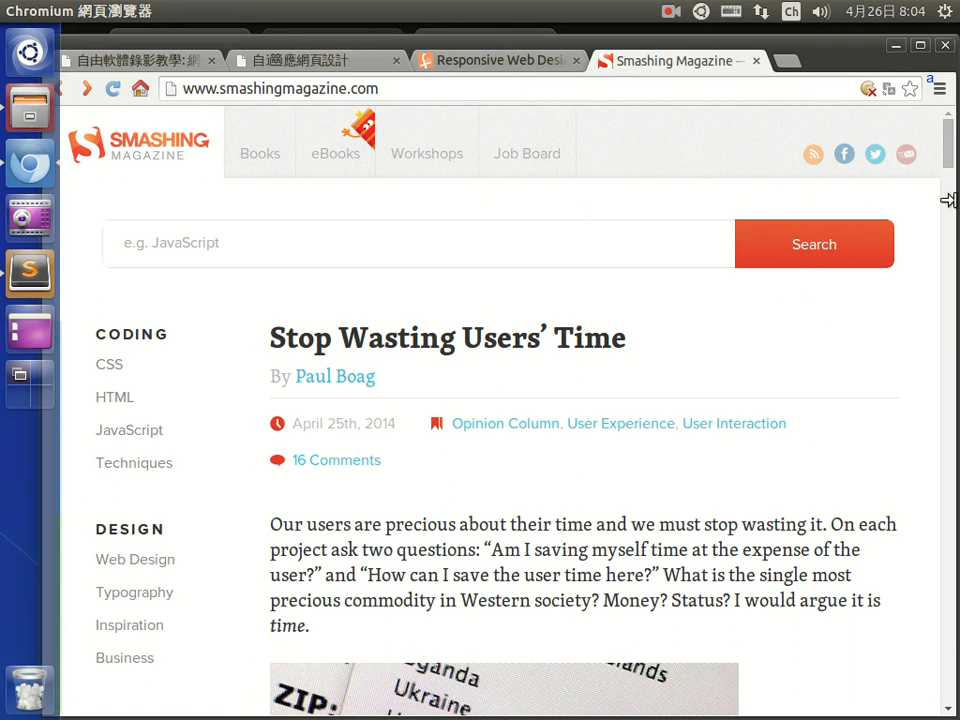 Chromium 網頁瀏覽器
Ch
4月26日 8:04
自由軟體錄影教學: 網
應網頁設計
Responsive Web Desi
Smashing Magazine —
www.smashingmagazine.com
a
SMASHING
MAGAZINE
Books
eBooks
Workshops
Job Board
e.g. JavaScript
Search
CODING
CSS
HTML
JavaScript
Techniques
DESIGN
Web Design
Typography
Inspiration
Business
Stop Wasting Users’ Time
By Paul Boag
April 25th, 2014
Opinion Column, User Experience, User Interaction
16 Comments
Our users are precious about their time and we must stop wasting it. On each
project ask two questions: “Am I saving myself time at the expense of the
user?” and “How can I save the user time here?” What is the single most
precious commodity in Western society? Money? Status? I would argue it is
time.
ZIP:
Uganda
Ukraine